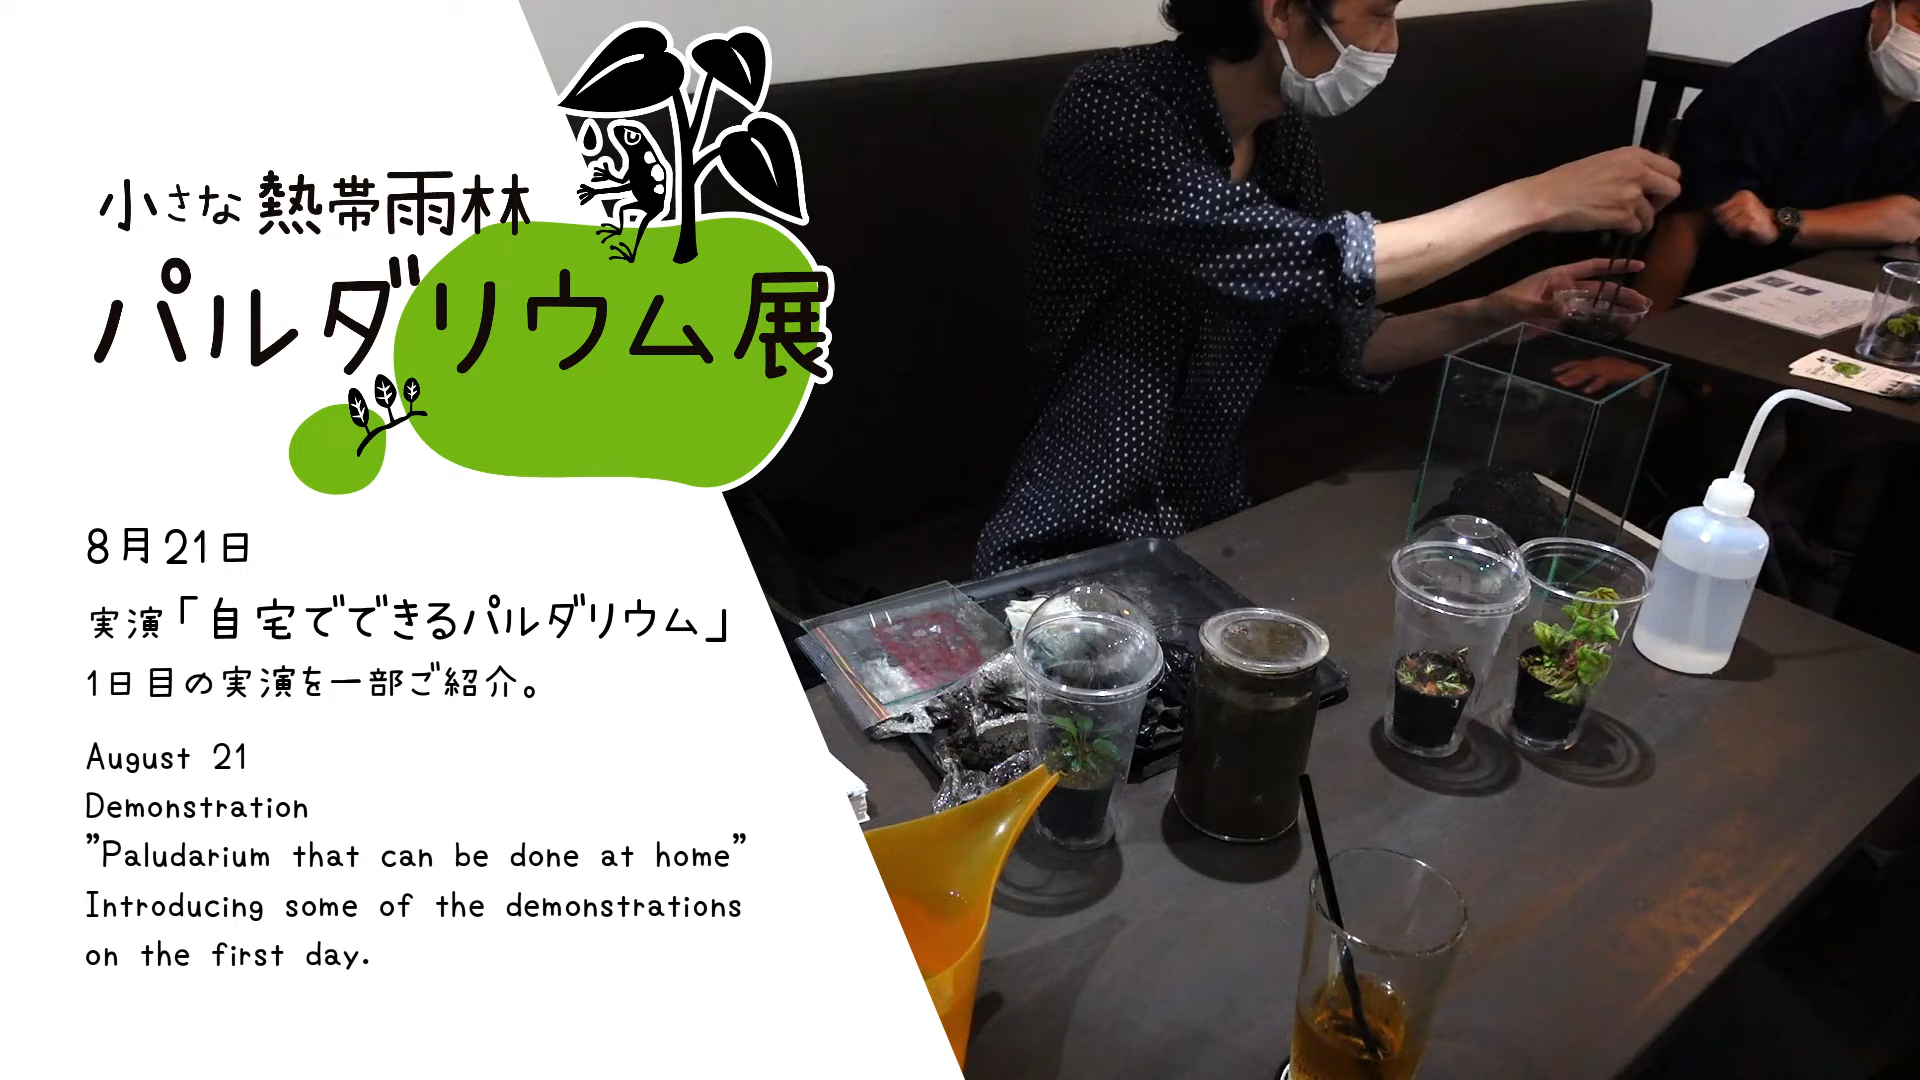 小さな熱帯雨林
パルダリウム展
8月21日
実演「自宅でできるパルダリウム」
1日目の実演を一部ご紹介。
August 21
Demonstration
”Paludarium that can be done at home”
Introducing some of the demonstrations
on the first day.